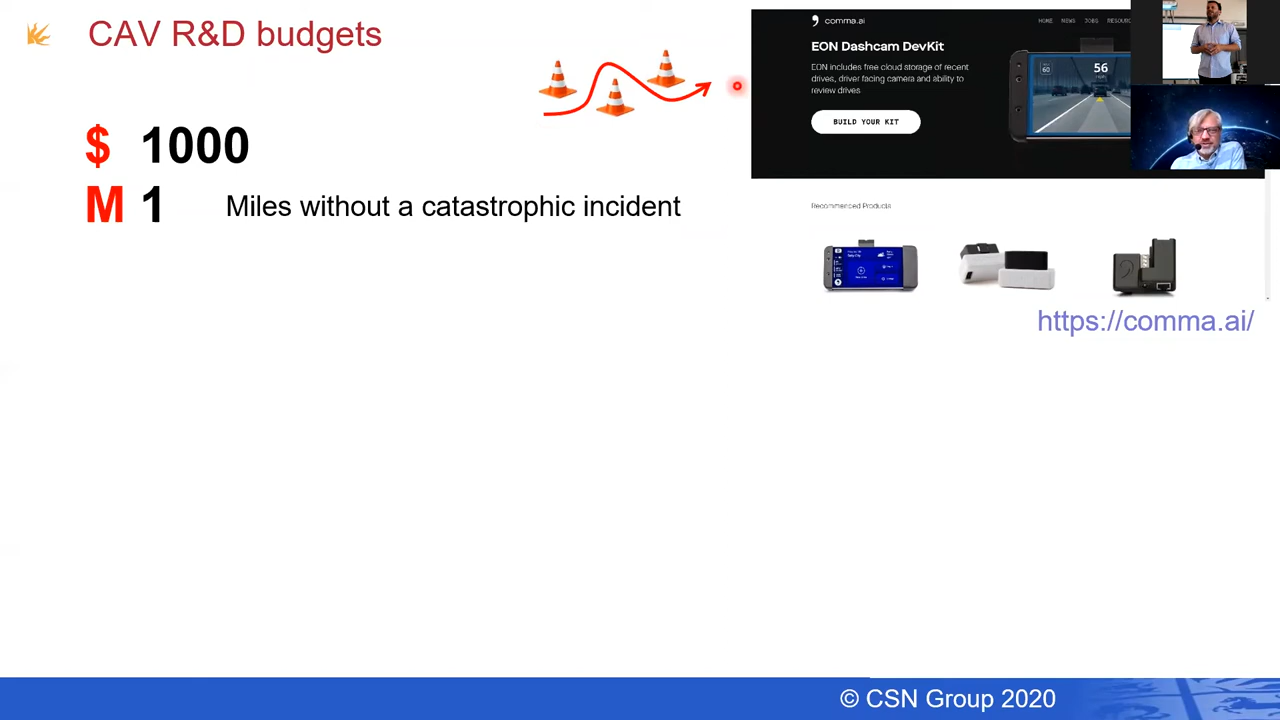 CAV R&D budgets
$ 1000
M 1 Miles without a catastrophic incident
comma.ai
HOME NEWS JOBS
EON Dashcam DevKit
EON includes free cloud storage of recent
drives, driver facing camera and ability to
review drives
BUILD YOUR KIT
60
56
Recommended Products
https://comma.ai/
© CSN Group 2020